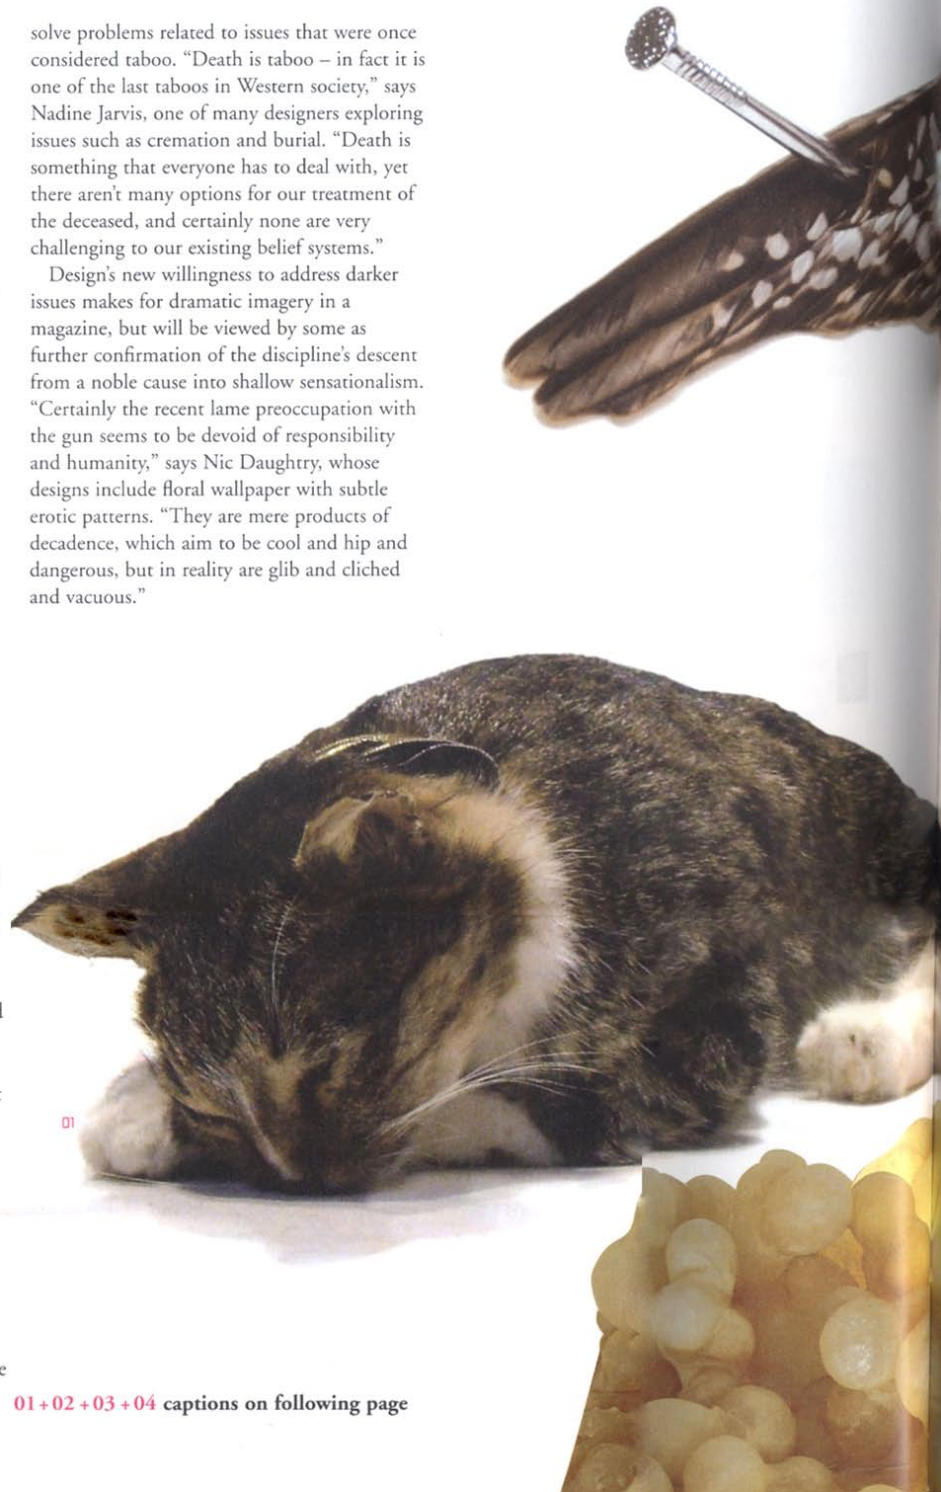 solve problems related to issues that were once
considered taboo. “Death is taboo – in fact it is
one of the last taboos in Western society,” says
Nadine Jarvis, one of many designers exploring
issues such as cremation and burial. “Death is
something that everyone has to deal with, yet
there aren’t many options for our treatment of
the deceased, and certainly none are very
challenging to our existing belief systems.”
Design’s new willingness to address darker
issues makes for dramatic imagery in a
magazine, but will be viewed by some as
further confirmation of the discipline’s descent
from a noble cause into shallow sensationalism.
“Certainly the recent lame preoccupation with
the gun seems to be devoid of responsibility
and humanity,” says Nic Daughtry, whose
designs include floral wallpaper with subtle
erotic patterns. “They are mere products of
decadence, which aim to be cool and hip and
dangerous, but in reality are glib and cliched
and vacuous.”
01
01+02+03+04 captions on following page